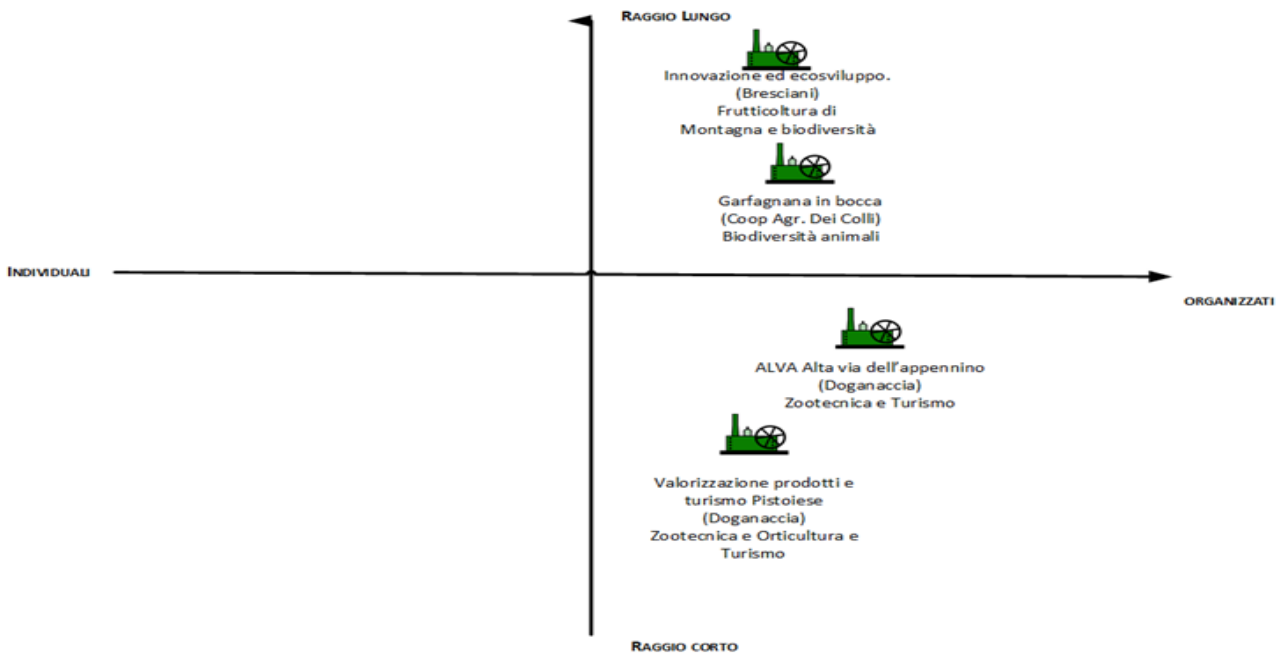 RAGGIO LUNGO
Innovazione ed ecosviluppo.
(Bresciani)
Frutticoltura di
Montagna e biodiversità
Garfagnana in bocca
(Coop Agr. Dei Colli)
Biodiversità animali
INDIVIDUALI
ORGANIZZATI
ALVA Alta via dell'appennino
(Doganaccia)
Zootecnica e Turismo
Valorizzazione prodotti e
turismo Pistoiese
(Doganaccia)
Zootecnica e Orticultura e
Turismo
RAGGIO CORTO